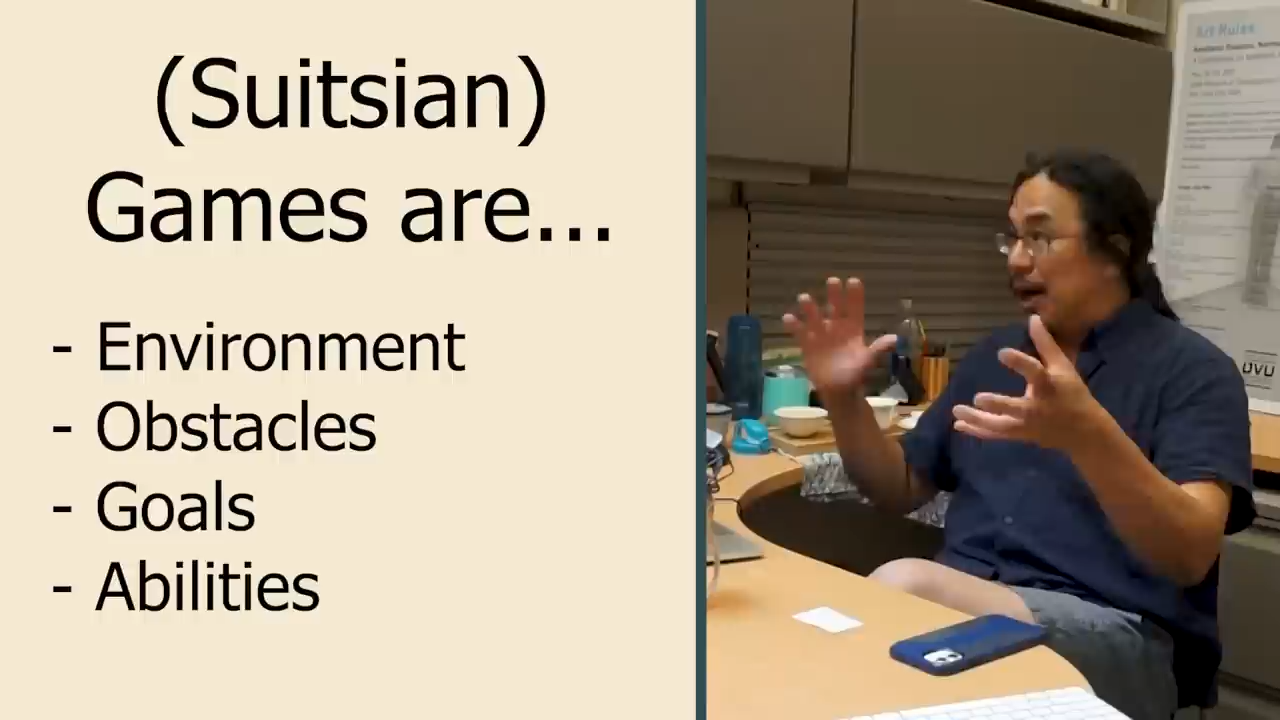 (Suitsian)
Games are...
- Environment
- Obstacles
- Goals
- Abilities
Art Rules
UVU